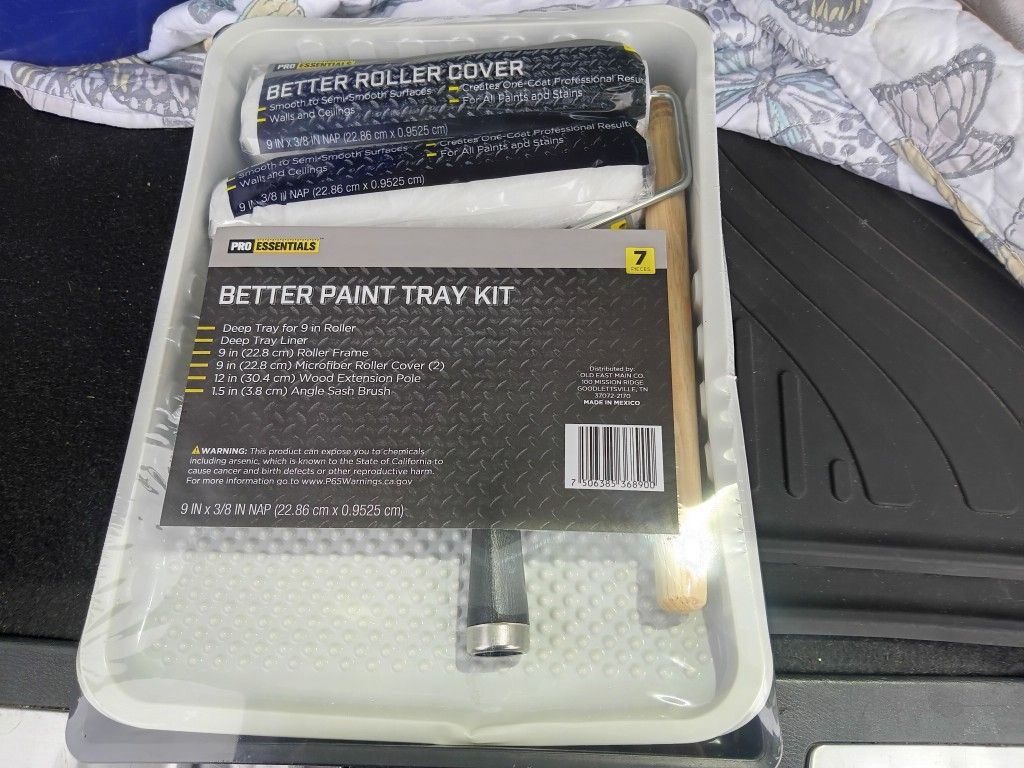 PRO ESSENTIALS
BETTER ROLLER COVER
Smooth to Semi-Smooth Surfaces
Walls and Ceilings
Creates One-Coat Professional Resu
For All Paints and Stains
9 IN x 3/8 IN NAP (22.86 cm x 0.9525 cm)
Smooth to Semi-Smooth Surfaces
Walls and Ceilings
Creates One-Coat Professional Result
For All Paints and Stains
9 IN 3/8 IN NAP (22.86 cm x 0.9525 cm)
PRO ESSENTIALS
7
PIECES
BETTER PAINT TRAY KIT
Deep Tray for 9 in Roller
Deep Tray Liner
9 in (22.8 cm) Roller Frame
9 in (22.8 cm) Microfiber Roller Cover (2)
12 in (30.4 cm) Wood Extension Pole
1.5 in (3.8 cm) Angle Sash Brush
Distributed by:
OLD EAST MAIN CO.
100 MISSION RIDGE
GOODLETTSVILLE, TN
37072-2170
MADE IN MEXICO
WARNING: This product can expose you to chemicals
including arsenic, which is known to the State of California to
cause cancer and birth defects or other reproductive harm.
For more information go to www.P65Warnings.ca.gov
7 506385 368900
9 IN x 3/8 IN NAP (22.86 cm x 0.9525 cm)